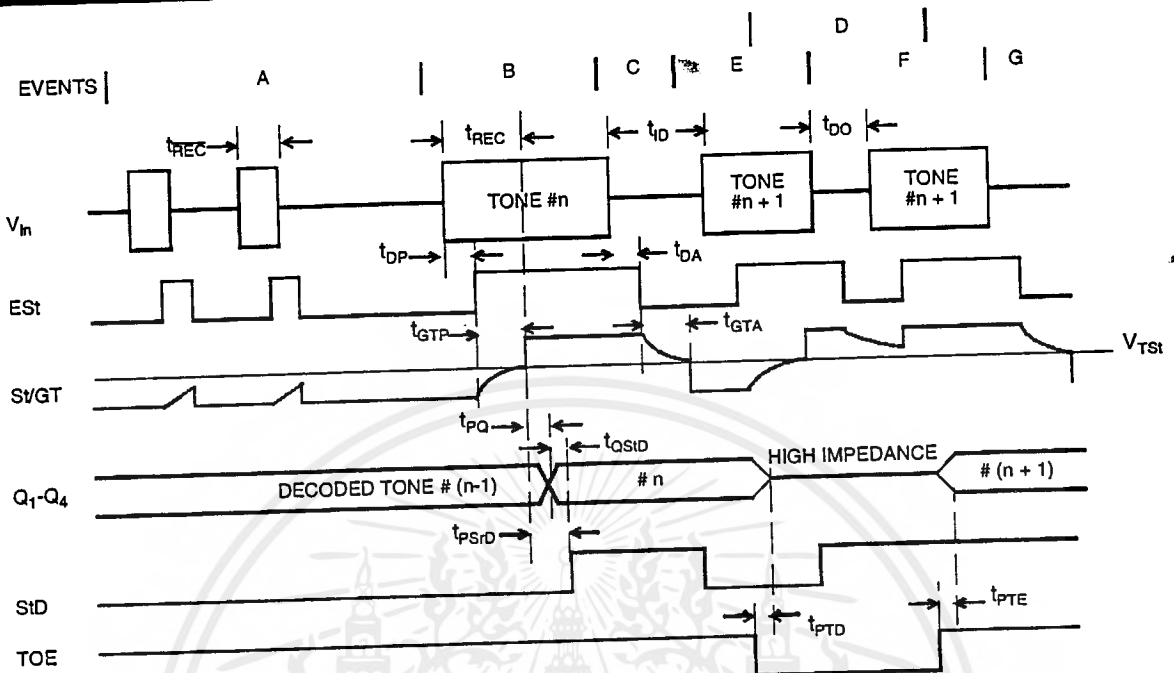 D
EVENTS A B C E F G
tREC tREC tID tDO
Vin
TONE #n
TONE #n + 1
TONE #n + 1
tDP tDA
ESt
tGTP tGTA
VTSt
St/GT
tPQ tQStD
HIGH IMPEDANCE
Q1-Q4 DECODED TONE # (n-1) # n # (n + 1)
tPSrD
StD
tPTD tPTE
TOE